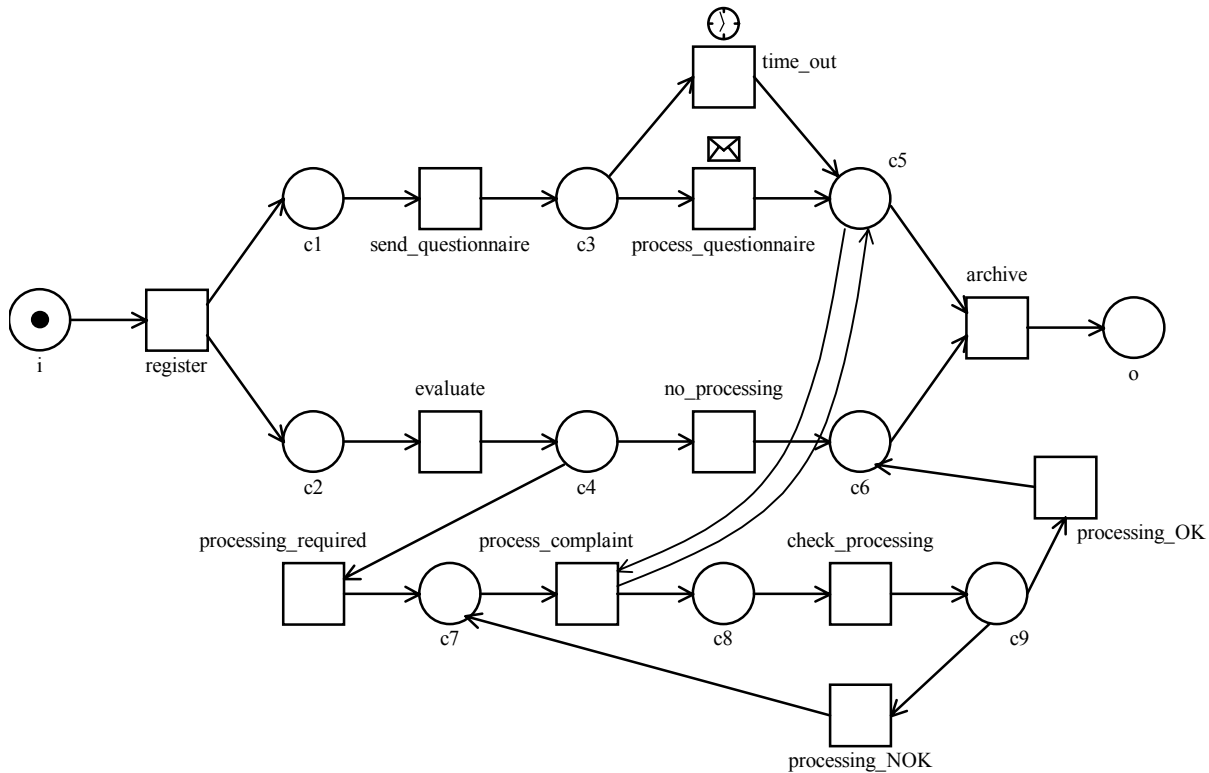 time_out
c5
c1
send_questionnaire
c3
process_questionnaire
archive
i
register
o
evaluate
no_processing
c2
c4
c6
processing_required
process_complaint
check_processing
processing_OK
c7
c8
c9
processing_NOK